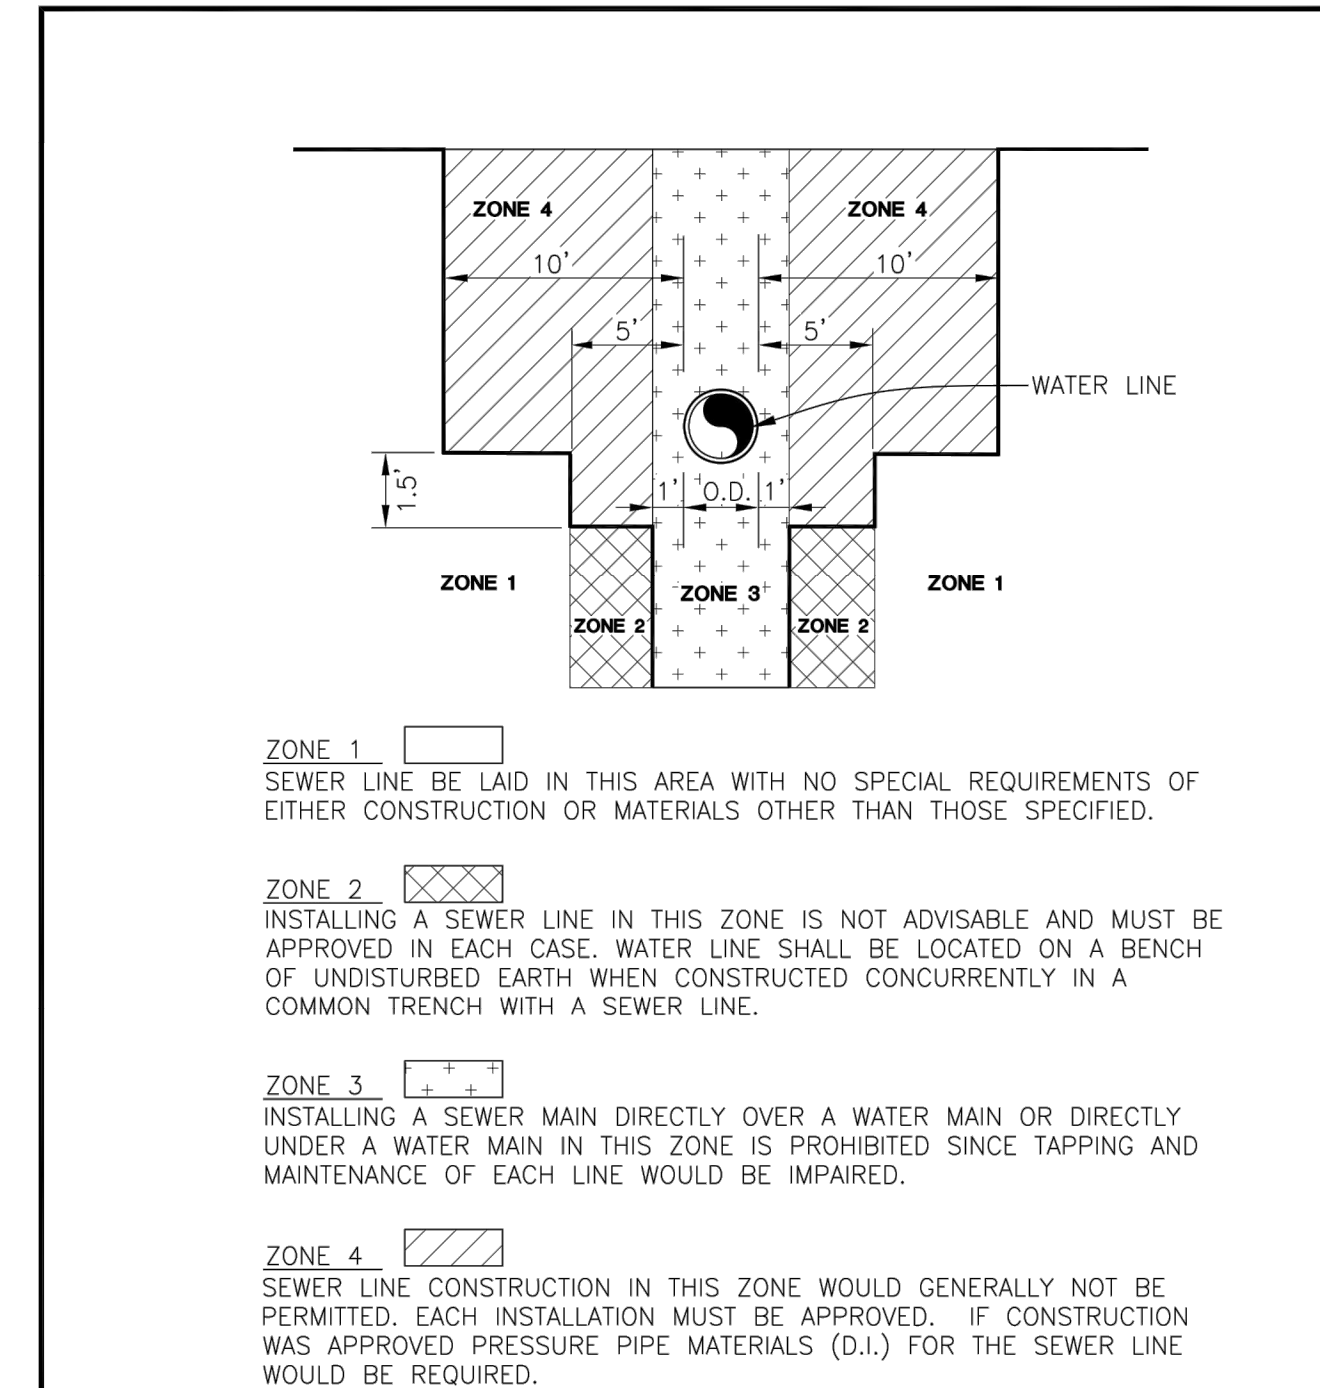 ZONE 4 ZONE 4
10' 10'
5' 5'
WATER LINE
1.5'
1' O.D. 1'
ZONE 1 ZONE 3 ZONE 1
ZONE 2 ZONE 2
ZONE 1
SEWER LINE BE LAID IN THIS AREA WITH NO SPECIAL REQUIREMENTS OF
EITHER CONSTRUCTION OR MATERIALS OTHER THAN THOSE SPECIFIED.
ZONE 2
INSTALLING A SEWER LINE IN THIS ZONE IS NOT ADVISABLE AND MUST BE
APPROVED IN EACH CASE. WATER LINE SHALL BE LOCATED ON A BENCH
OF UNDISTURBED EARTH WHEN CONSTRUCTED CONCURRENTLY IN A
COMMON TRENCH WITH A SEWER LINE.
ZONE 3
INSTALLING A SEWER MAIN DIRECTLY OVER A WATER MAIN OR DIRECTLY
UNDER A WATER MAIN IN THIS ZONE IS PROHIBITED SINCE TAPPING AND
MAINTENANCE OF EACH LINE WOULD BE IMPAIRED.
ZONE 4
SEWER LINE CONSTRUCTION IN THIS ZONE WOULD GENERALLY NOT BE
PERMITTED. EACH INSTALLATION MUST BE APPROVED. IF CONSTRUCTION
WAS APPROVED PRESSURE PIPE MATERIALS (D.I.) FOR THE SEWER LINE
WOULD BE REQUIRED.